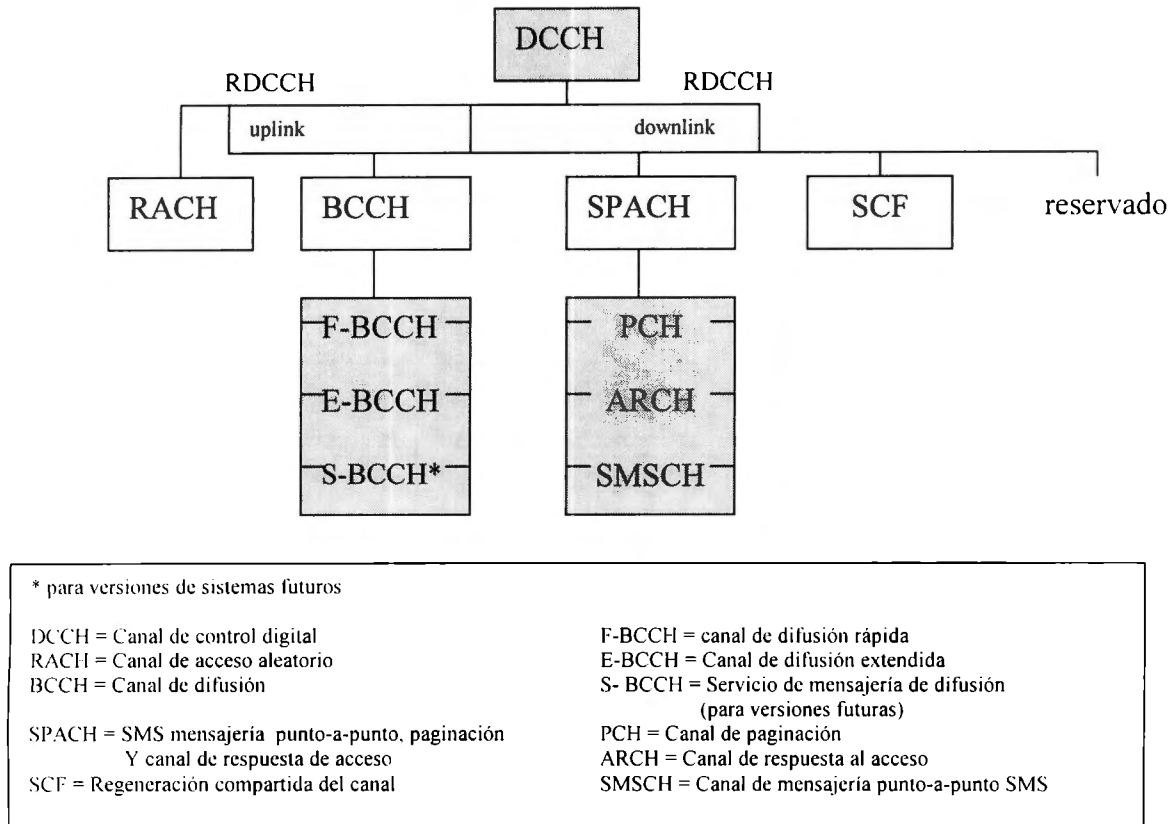 DCCH
RDCCH
RDCCH
uplink
downlink
RACH
BCCH
SPACH
SCF
reservado
F-BCCH
E-BCCH
S-BCCH*
PCH
ARCH
SMSCH
* para versiones de sistemas futuros
DCCH = Canal de control digital
RACH = Canal de acceso aleatorio
BCCH = Canal de difusión
SPACH = SMS mensajería punto-a-punto, paginación
Y canal de respuesta de acceso
SCF = Regeneración compartida del canal
F-BCCH = canal de difusión rápida
E-BCCH = Canal de difusión extendida
S- BCCH = Servicio de mensajería de difusión
(para versiones futuras)
PCH = Canal de paginación
ARCH = Canal de respuesta al acceso
SMSCH = Canal de mensajería punto-a-punto SMS